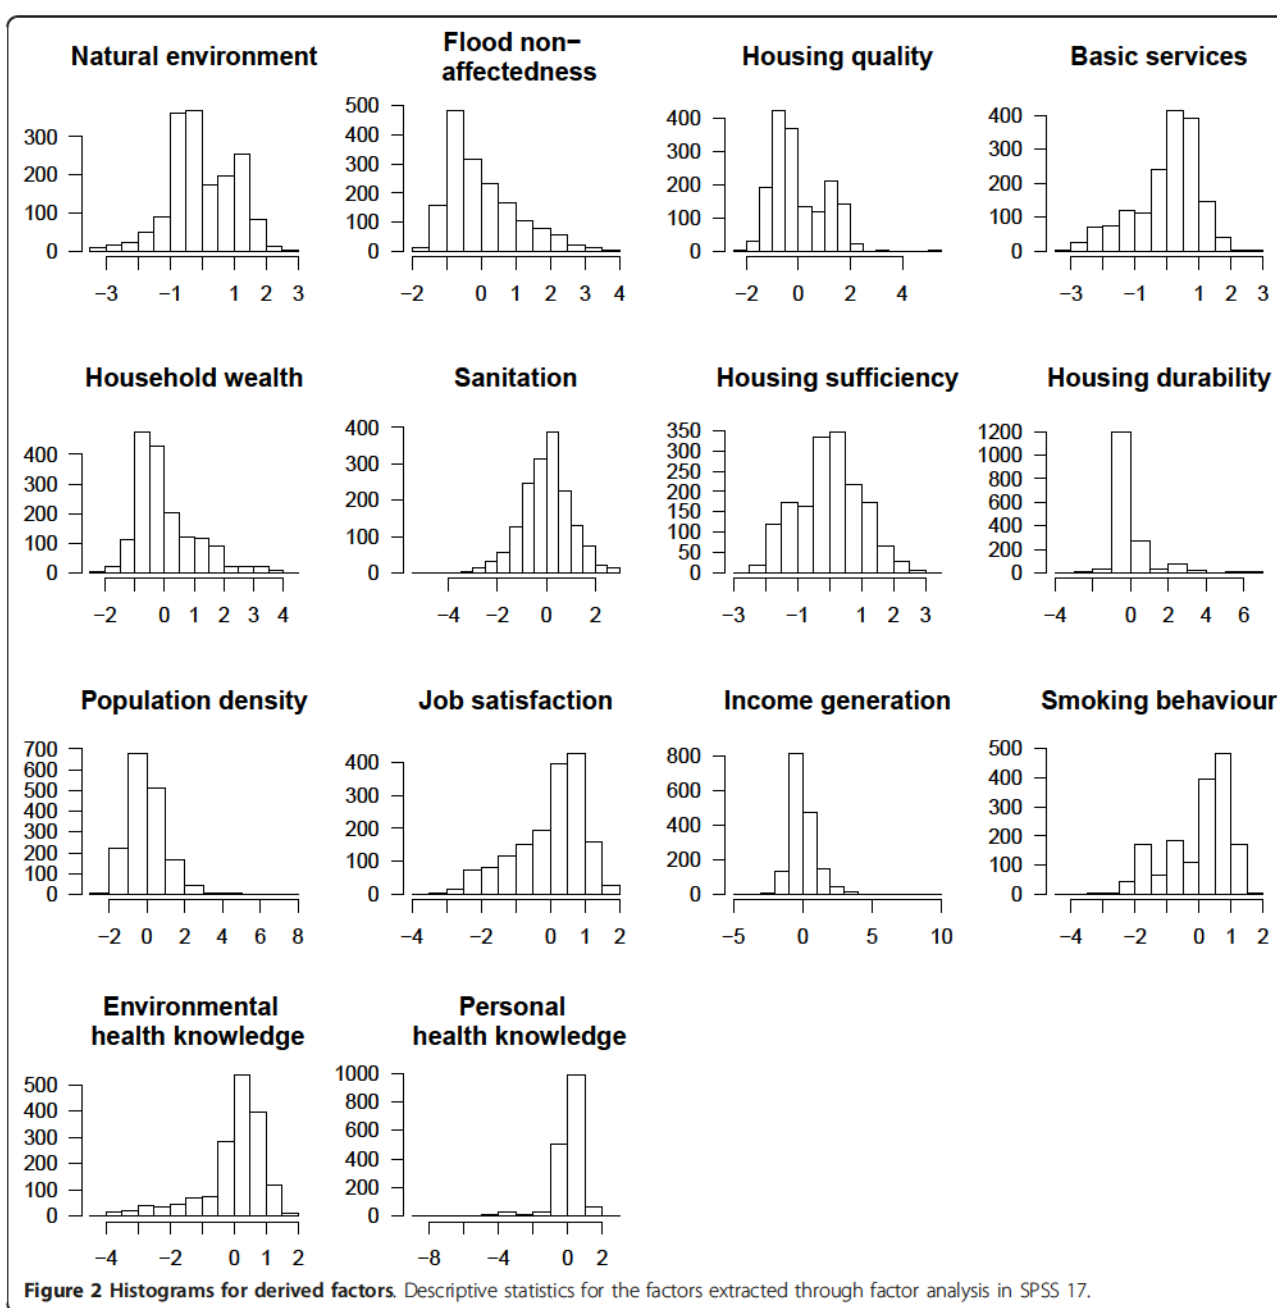 Natural environment
Flood non−
affectedness
Housing quality
Basic services
300
200
100
0
−3 −1 1 2 3
500
400
300
200
100
0
−2 0 1 2 3 4
400
300
200
100
0
−2 0 2 4
400
300
200
100
0
−3 −1 1 2 3
Household wealth
Sanitation
Housing sufficiency
Housing durability
400
300
200
100
0
−2 0 1 2 3 4
400
300
200
100
0
−4 −2 0 2
350
300
250
200
150
100
50
0
−3 −1 1 2 3
1200
1000
800
600
400
200
0
−4 0 2 4 6
Population density
Job satisfaction
Income generation
Smoking behaviour
700
600
500
400
300
200
100
0
−2 0 2 4 6 8
400
300
200
100
0
−4 −2 0 1 2
800
600
400
200
0
−5 0 5 10
500
400
300
200
100
0
−4 −2 0 1 2
Environmental
health knowledge
Personal
health knowledge
500
400
300
200
100
0
−4 −2 0 1 2
1000
800
600
400
200
0
−8 −4 0 2
Figure 2 Histograms for derived factors. Descriptive statistics for the factors extracted through factor analysis in SPSS 17.